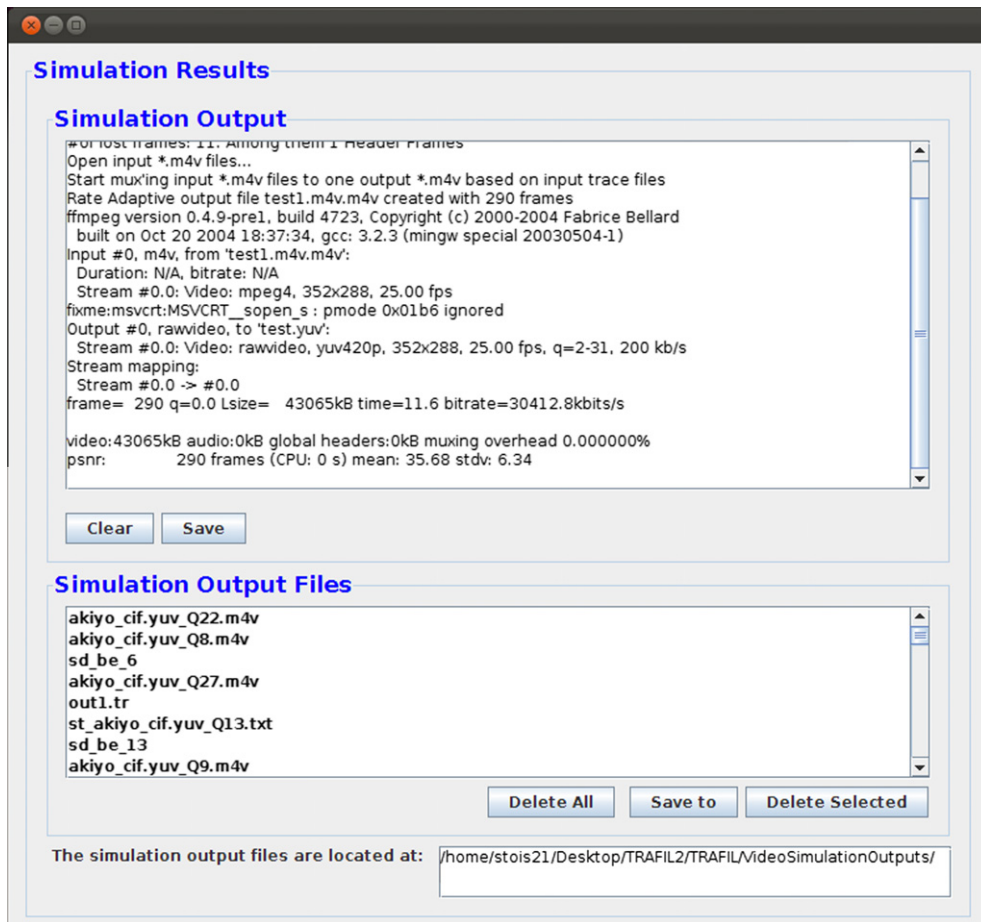 Simulation Results
Simulation Output
#of lost frames: 11. Among them 1 Header Frames
Open input *.m4v files...
Start mux'ing input *.m4v files to one output *.m4v based on input trace files
Rate Adaptive output file test1.m4v.m4v created with 290 frames
ffmpeg version 0.4.9-pre1, build 4723, Copyright (c) 2000-2004 Fabrice Bellard
built on Oct 20 2004 18:37:34, gcc: 3.2.3 (mingw special 20030504-1)
Input #0, m4v, from 'test1.m4v.m4v':
Duration: N/A, bitrate: N/A
Stream #0.0: Video: mpeg4, 352x288, 25.00 fps
fixme:msvcrt:MSVCRT__sopen_s : pmode 0x01b6 ignored
Output #0, rawvideo, to 'test.yuv':
Stream #0.0: Video: rawvideo, yuv420p, 352x288, 25.00 fps, q=2-31, 200 kb/s
Stream mapping:
Stream #0.0 -> #0.0
frame= 290 q=0.0 Lsize= 43065kB time=11.6 bitrate=30412.8kbits/s
video:43065kB audio:0kB global headers:0kB muxing overhead 0.000000%
psnr: 290 frames (CPU: 0 s) mean: 35.68 stdv: 6.34
Clear Save
Simulation Output Files
akiyo_cif.yuv_Q22.m4v
akiyo_cif.yuv_Q8.m4v
sd_be_6
akiyo_cif.yuv_Q27.m4v
out1.tr
st_akiyo_cif.yuv_Q13.txt
sd_be_13
akiyo_cif.yuv_Q9.m4v
Delete All Save to Delete Selected
The simulation output files are located at: /home/stois21/Desktop/TRAFIL2/TRAFIL/VideoSimulationOutputs/